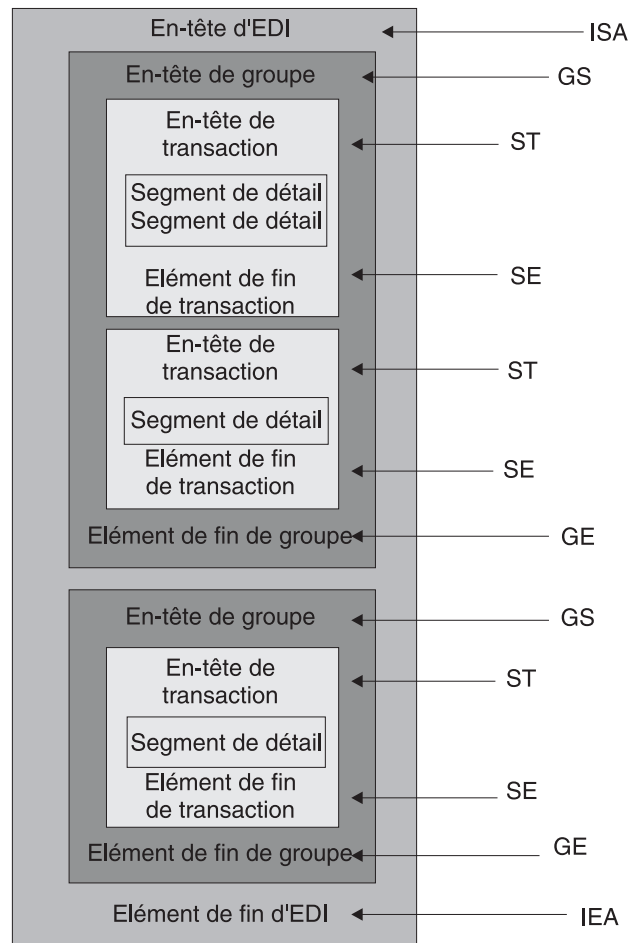 En-tête d'EDI
ISA
En-tête de groupe
GS
En-tête de
transaction
ST
Segment de détail
Segment de détail
Elément de fin
de transaction
SE
En-tête de
transaction
ST
Segment de détail
Elément de fin
de transaction
SE
Elément de fin de groupe
GE
En-tête de groupe
GS
En-tête de
transaction
ST
Segment de détail
Elément de fin
de transaction
SE
Elément de fin de groupe
GE
Elément de fin d'EDI
IEA